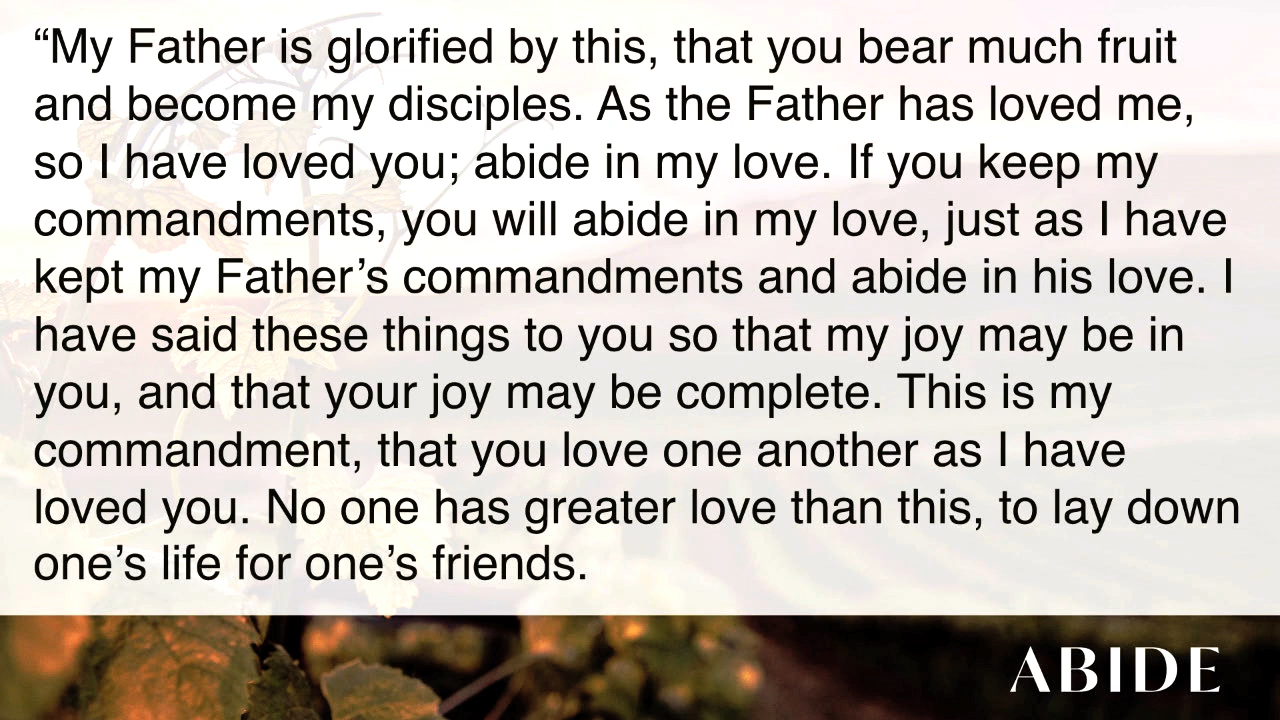 “My Father is glorified by this, that you bear much fruit
and become my disciples. As the Father has loved me,
so I have loved you; abide in my love. If you keep my
commandments, you will abide in my love, just as I have
kept my Father’s commandments and abide in his love. I
have said these things to you so that my joy may be in
you, and that your joy may be complete. This is my
commandment, that you love one another as I have
loved you. No one has greater love than this, to lay down
one’s life for one’s friends.
ABIDE